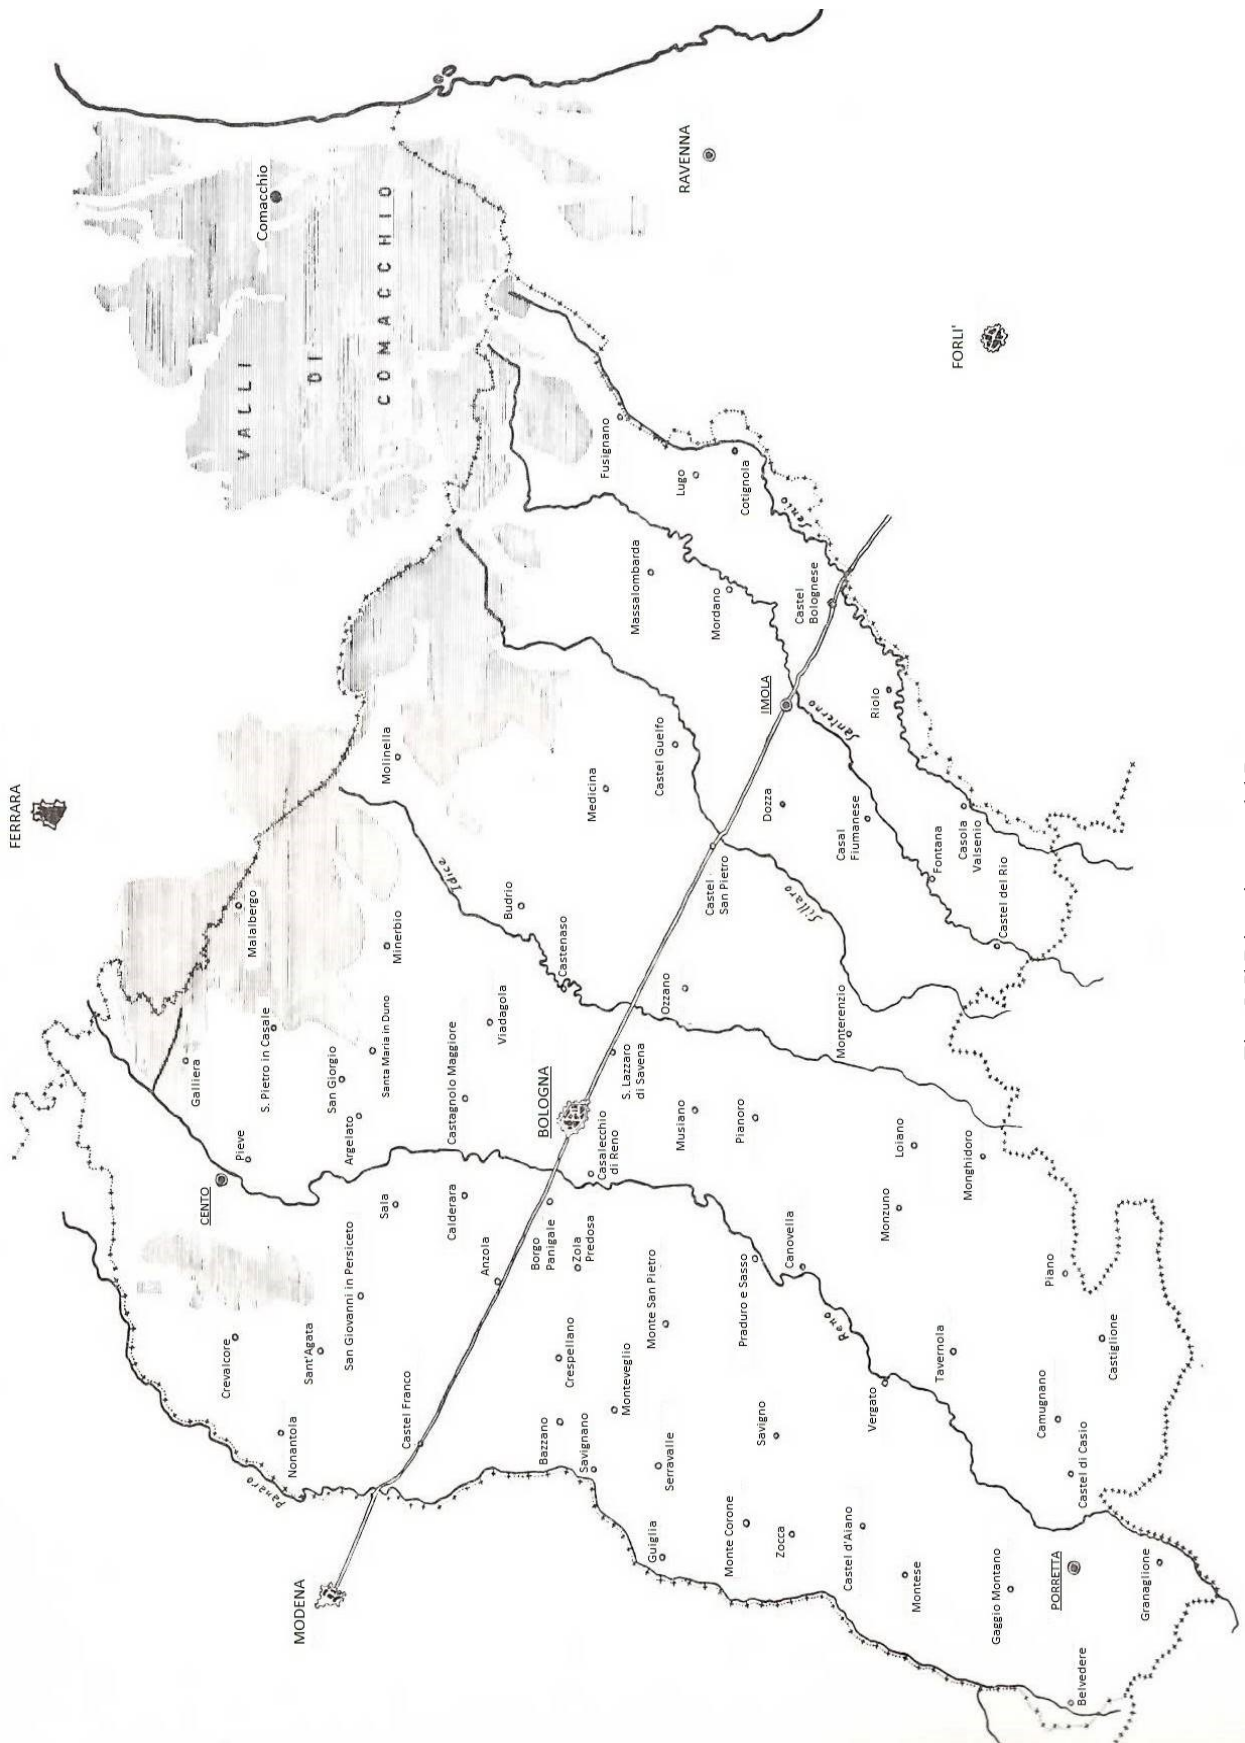 FERRARA
Galliera
CENTO
Crevalcore
Pieve
Malalbergo
VALLI
Comacchio
S. Pietro in Casale
Panaro
Nonantola
MODENA
Sant'Agata
DI
San Giorgio
San Giovanni in Persiceto
Argelato
COMACCHIO
Sala
Santa Maria in Duno
Molinella
Minerbio
Castel Franco
Calderara
Castagnolo Maggiore
Idice
Anzola
Viadagola
Budrio
Borgo
Panigale
BOLOGNA
Bazzano
Crespellano
Castenaso
Savignano
Zola
Predosa
Medicina
Casalecchio
di Reno
Fusignano
Monteveglio
S. Lazzaro
di Savena
Massalombarda
Guiglia
Monte San Pietro
Castel Guelfo
Ozzano
Serravalle
Musiano
Lugo
RAVENNA
Monte Corone
Praduro e Sasso
Pianoro
Castel
San Pietro
Mordano
Cotignola
Savigno
Zocca
Canovella
Dozza
IMOLA
Senio
Sillaro
Castel
Bolognese
Reno
Santerno
Castel d'Aiano
Monterenzio
Casal
Fiumanese
Vergato
Monzuno
Riolo
Loiano
Montese
Tavernola
Fontana
FORLI'
Casola
Valsenio
Monghidoro
Gaggio Montano
Castel del Rio
Camugnano
Piano
PORRETTA
Belvedere
Castel di Casio
Castiglione
Granaglione